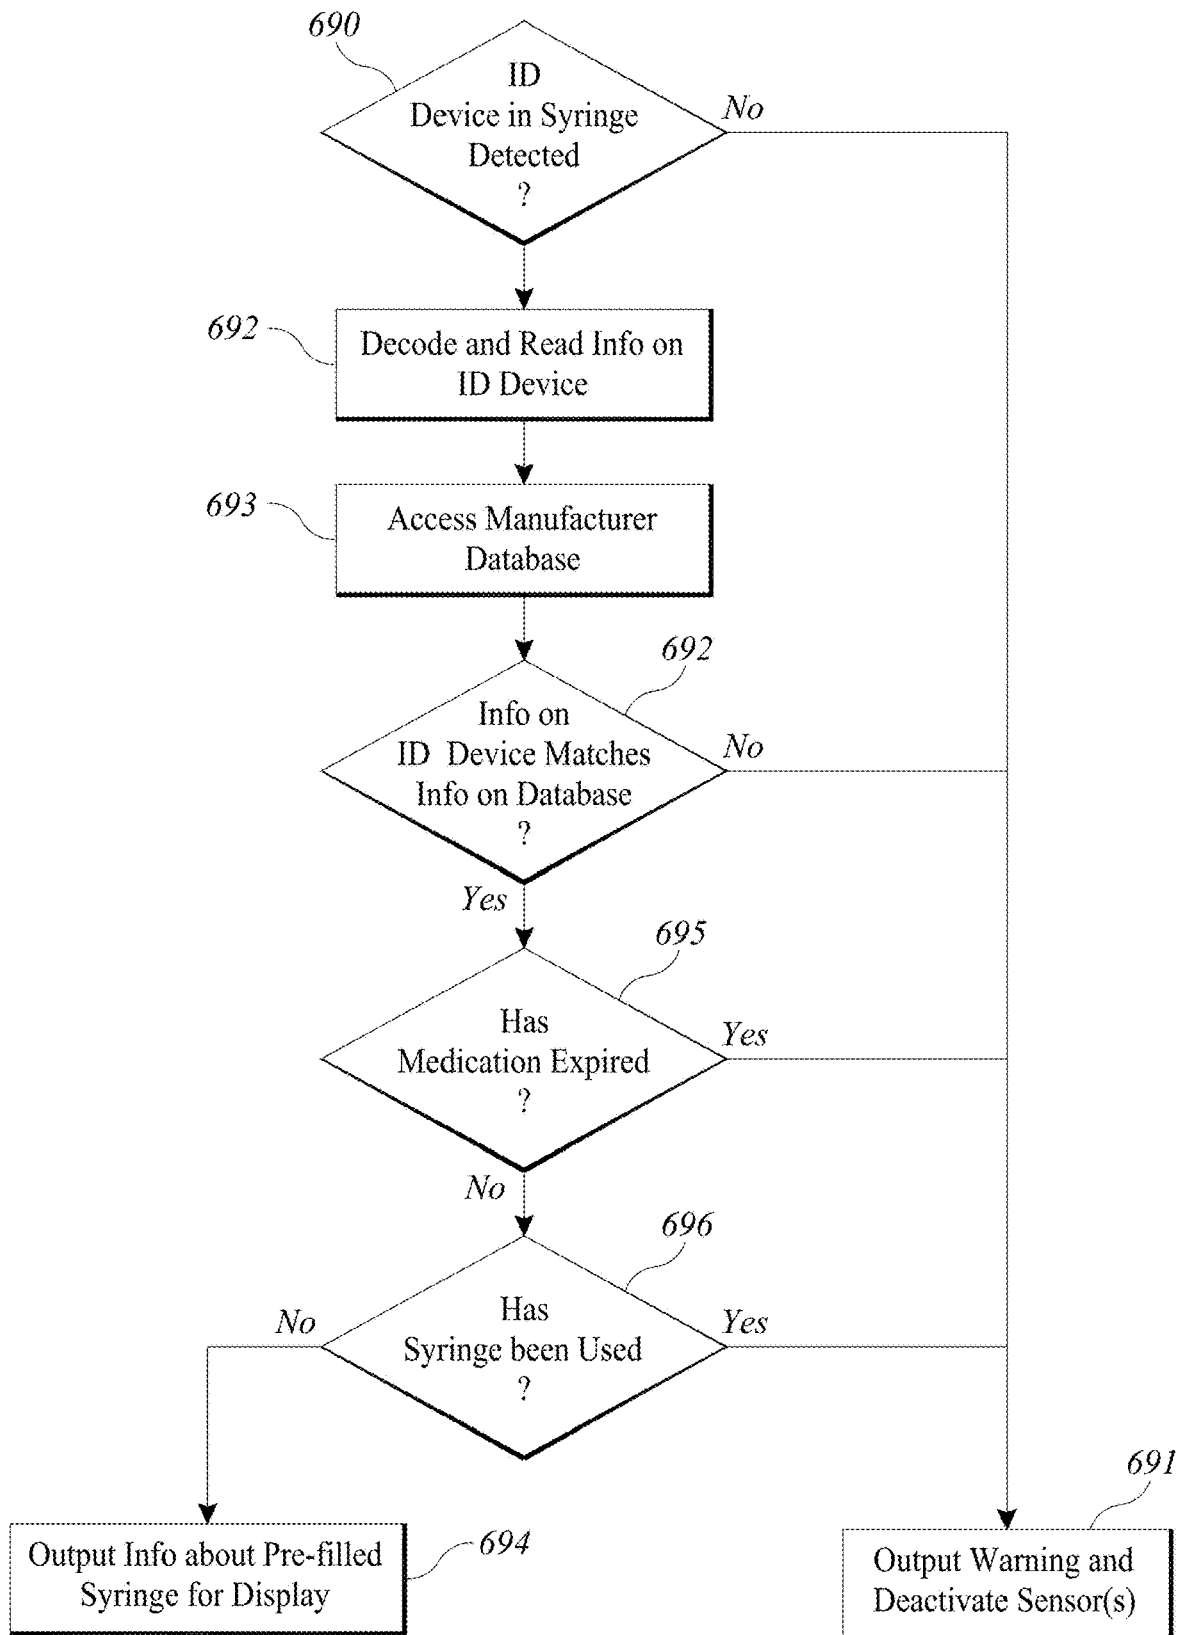 690
ID
Device in Syringe
Detected
?
No
692
Decode and Read Info on
ID Device
693
Access Manufacturer
Database
692
Info on
ID Device Matches
Info on Database
?
No
Yes
695
Has
Medication Expired
?
Yes
No
696
Has
Syringe been Used
?
No
Yes
691
Output Info about Pre-filled
Syringe for Display
694
Output Warning and
Deactivate Sensor(s)